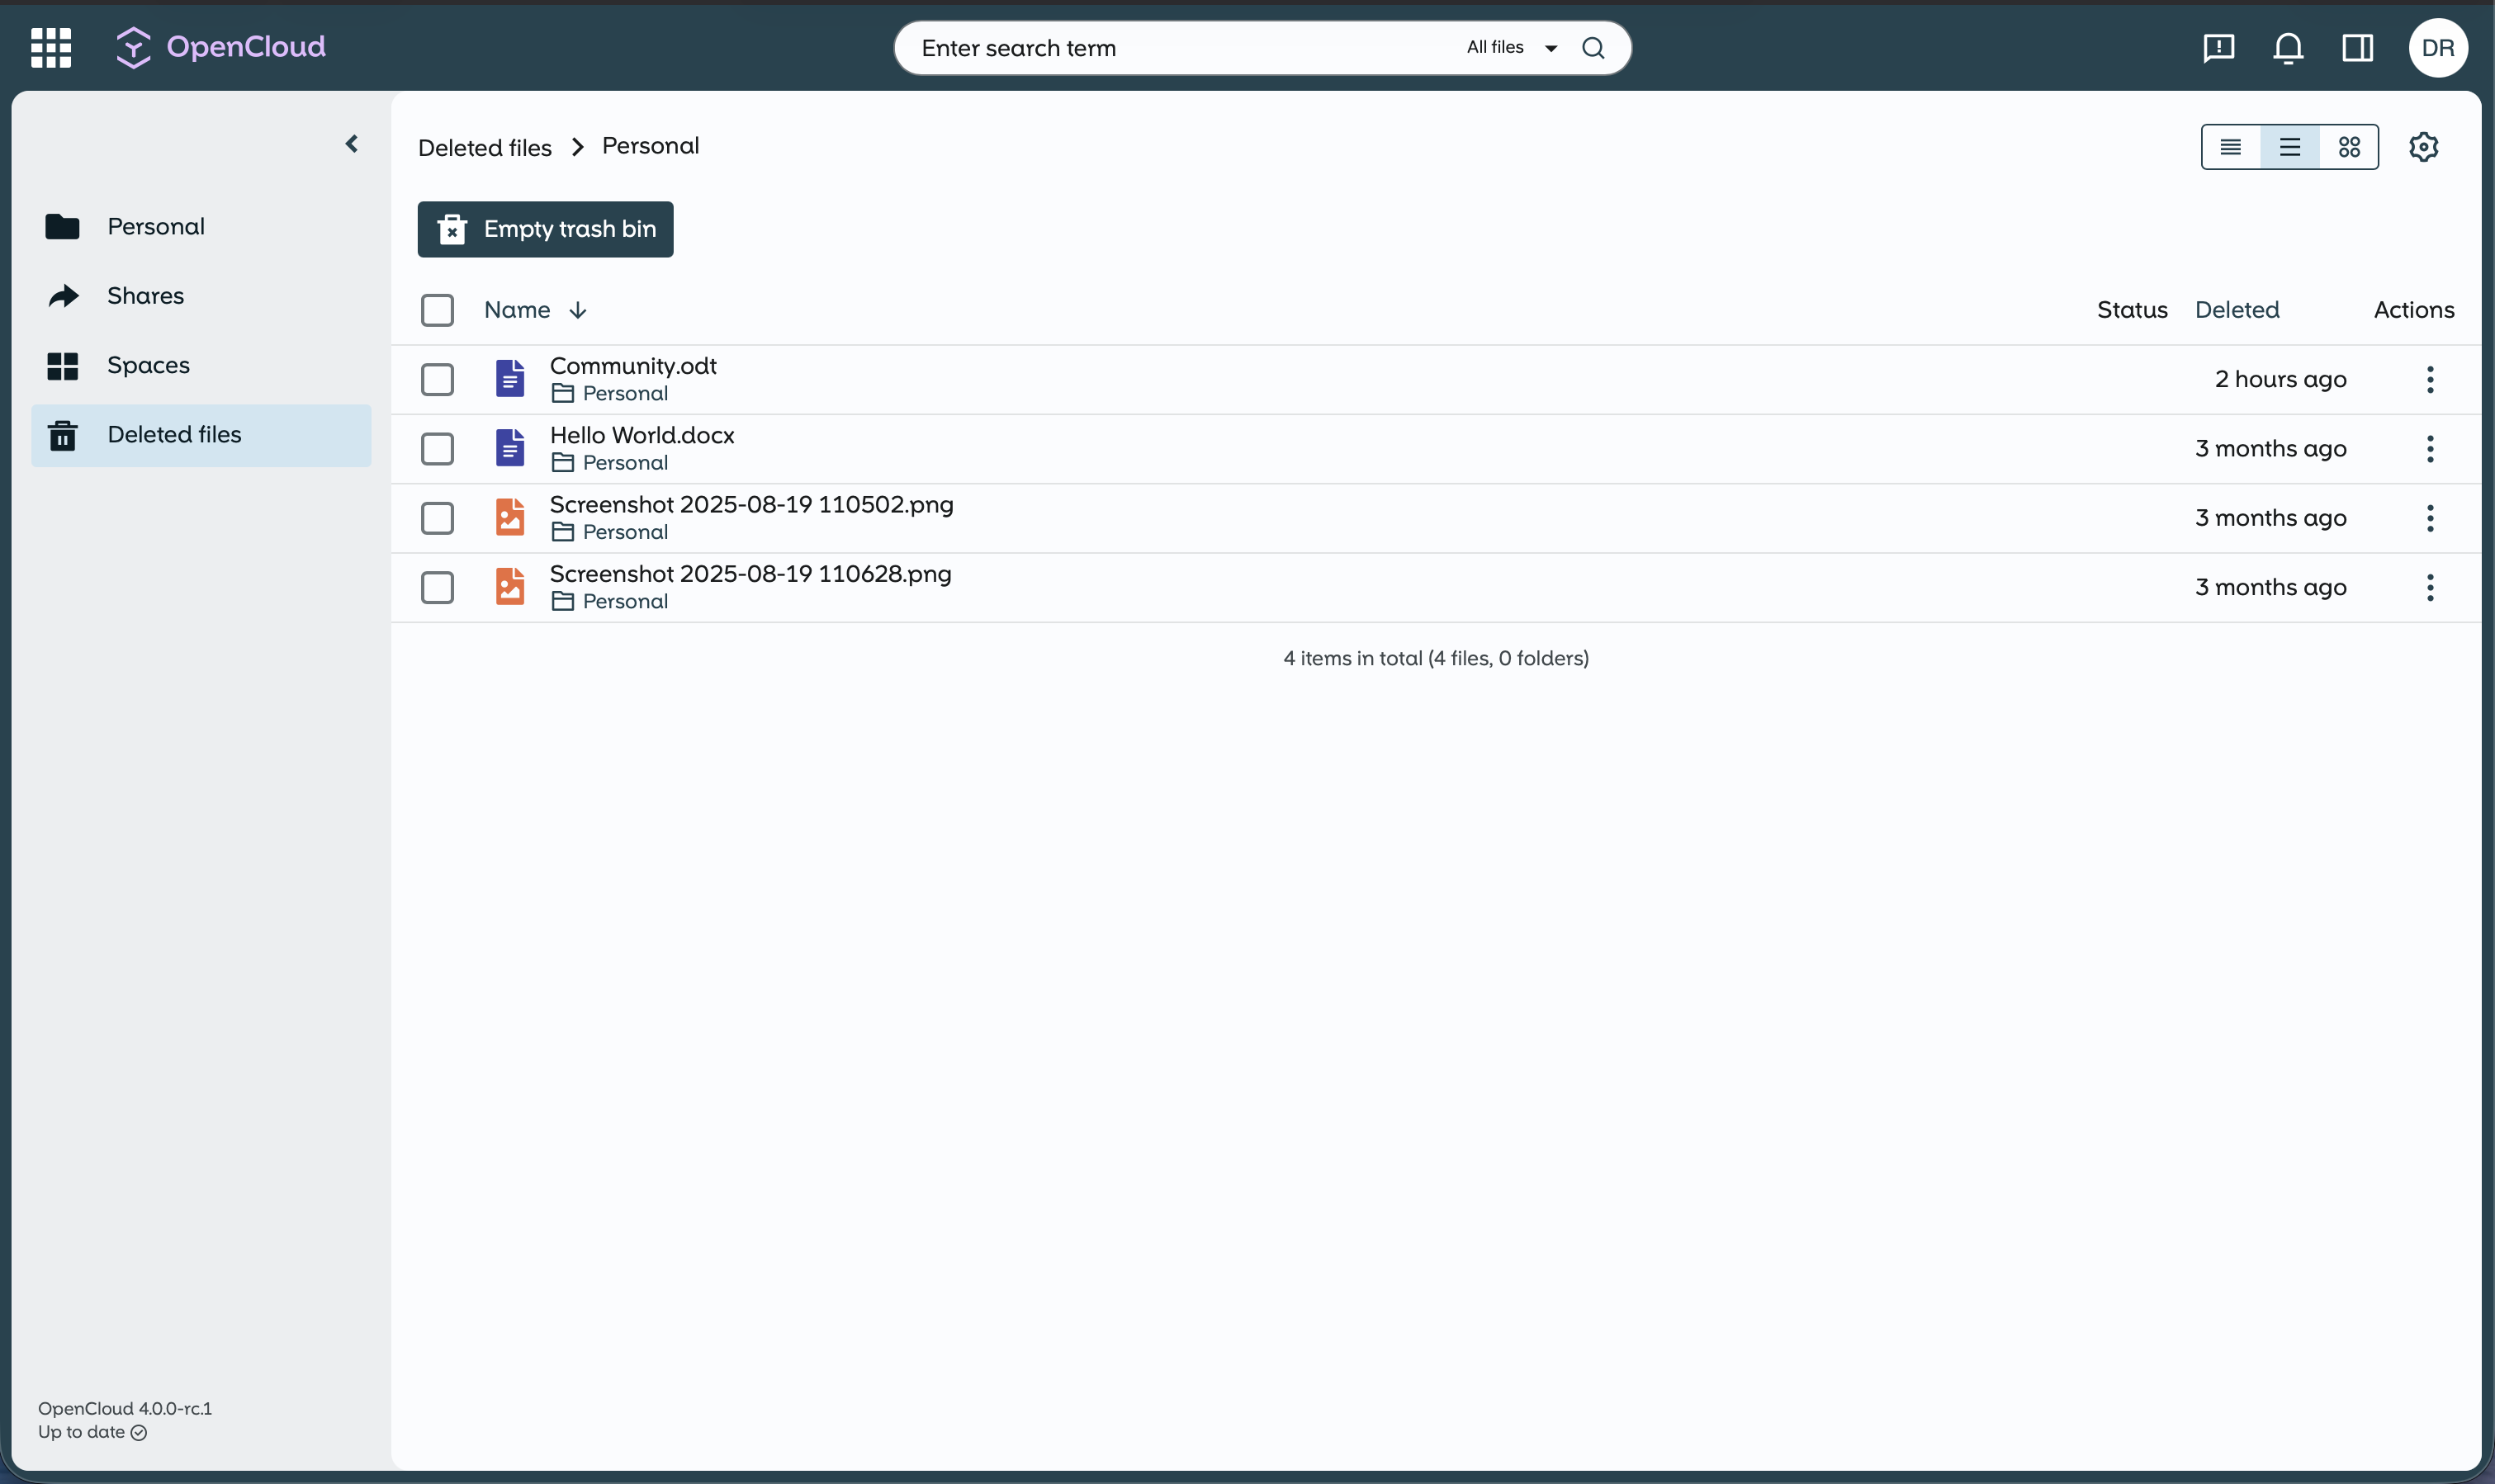 OpenCloud
Enter search term
All files
DR
Personal
Shares
Spaces
Deleted files
OpenCloud 4.0.0-rc.1
Up to date
Deleted files Personal
Empty trash bin
Name Status Deleted Actions
Community.odt
Personal
2 hours ago
Hello World.docx
Personal
3 months ago
Screenshot 2025-08-19 110502.png
Personal
3 months ago
Screenshot 2025-08-19 110628.png
Personal
3 months ago
4 items in total (4 files, 0 folders)